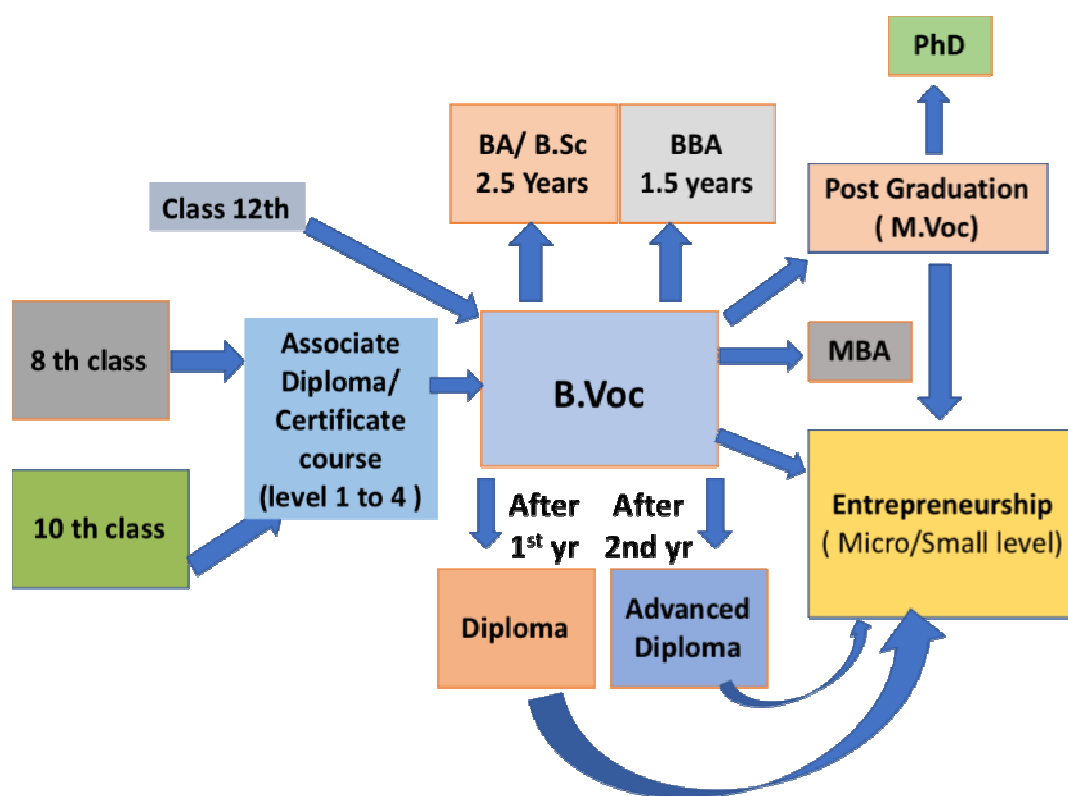 PhD
BA/ B.Sc
2.5 Years
BBA
1.5 years
Post Graduation
( M.Voc)
Class 12th
8 th class
Associate
Diploma/
Certificate
course
(level 1 to 4 )
B.Voc
MBA
10 th class
After
1st yr
After
2nd yr
Entrepreneurship
( Micro/Small level)
Diploma
Advanced
Diploma